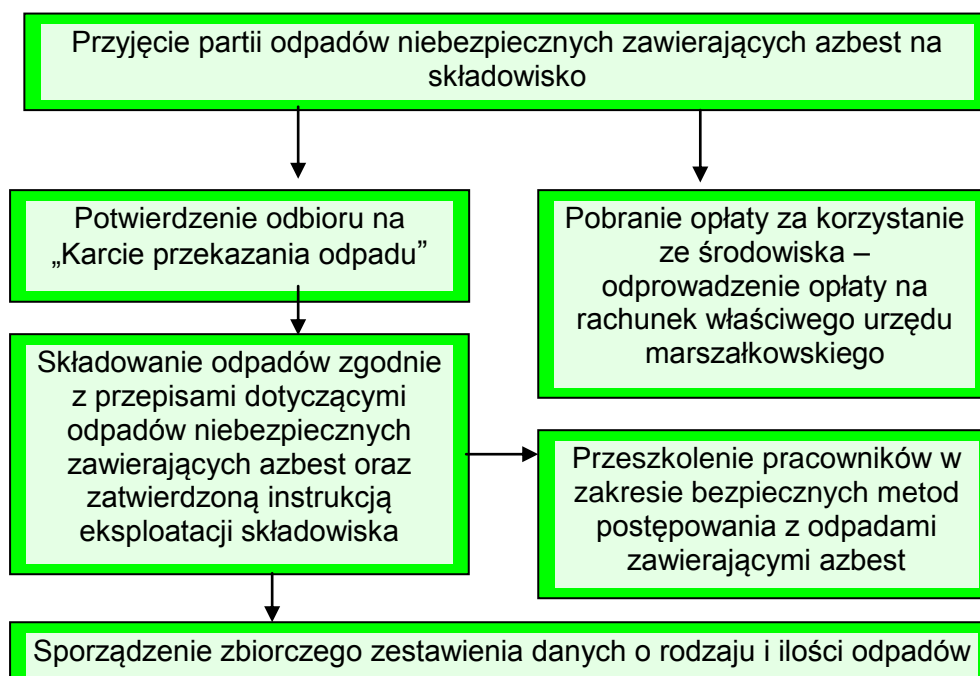 Przyjęcie partii odpadów niebezpiecznych zawierających azbest na
składowisko
Potwierdzenie odbioru na
„Karcie przekazania odpadu”
Pobranie opłaty za korzystanie
ze środowiska –
odprowadzenie opłaty na
rachunek właściwego urzędu
marszałkowskiego
Składowanie odpadów zgodnie
z przepisami dotyczącymi
odpadów niebezpiecznych
zawierających azbest oraz
zatwierdzoną instrukcją
eksploatacji składowiska
Przeszkolenie pracowników w
zakresie bezpiecznych metod
postępowania z odpadami
zawierającymi azbest
Sporządzenie zbiorczego zestawienia danych o rodzaju i ilości odpadów